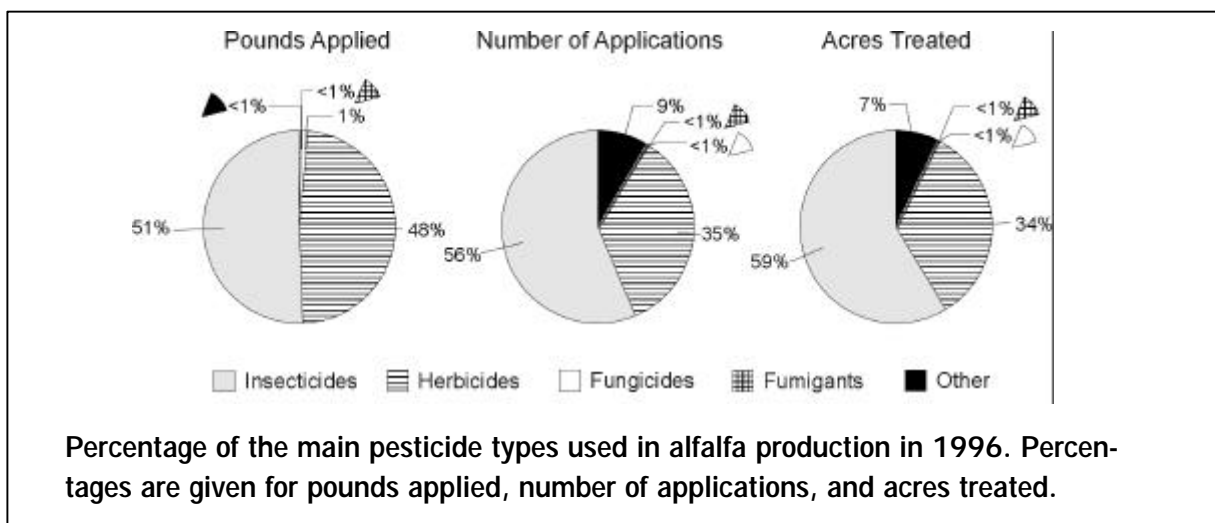 Pounds Applied
<1%
<1%
1%
51%
48%
Number of Applications
9%
<1%
<1%
56%
35%
Acres Treated
7%
<1%
<1%
59%
34%
Insecticides Herbicides Fungicides Fumigants Other
Percentage of the main pesticide types used in alfalfa production in 1996. Percen-
tages are given for pounds applied, number of applications, and acres treated.